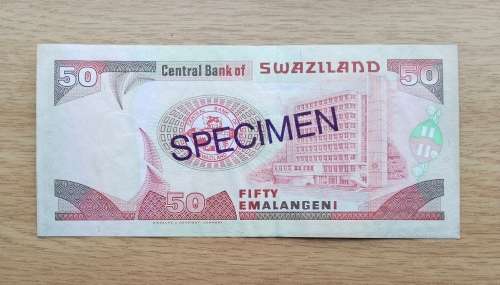 50
Central Bank of SWAZILAND
50
SPECIMEN
50
FIFTY
EMALANGENI